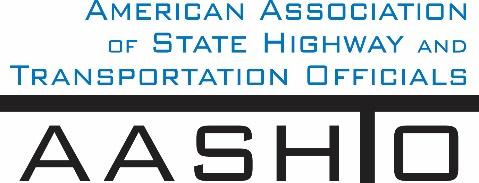 American Association
of State Highway and
Transportation Officials
AASHTO